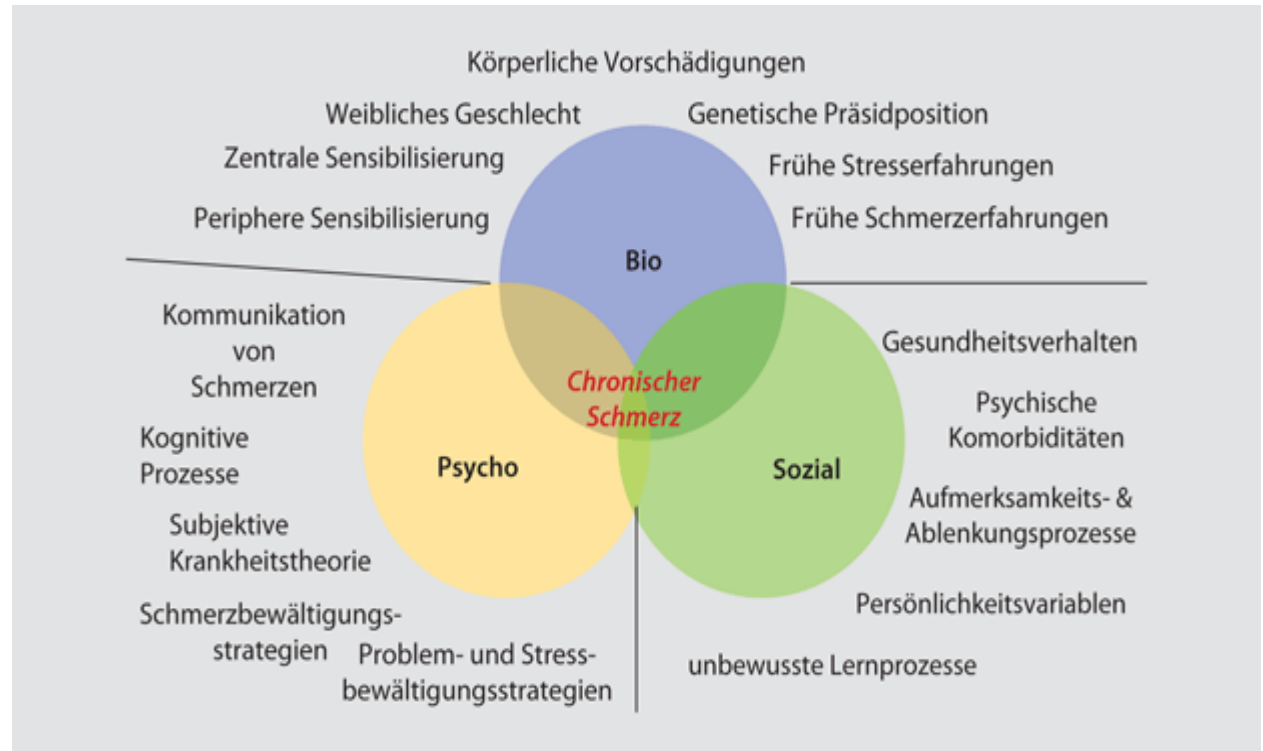 Körperliche Vorschädigungen
Weibliches Geschlecht
Genetische Präsidposition
Zentrale Sensibilisierung
Frühe Stresserfahrungen
Periphere Sensibilisierung
Frühe Schmerzerfahrungen
Bio
Kommunikation
von
Schmerzen
Kognitive
Prozesse
Subjektive
Krankheitstheorie
Schmerzbewältigungs-
strategien
Problem- und Stress-
bewältigungsstrategien
Psycho
Chronischer
Schmerz
Sozial
Gesundheitsverhalten
Psychische
Komorbiditäten
Aufmerksamkeits- &
Ablenkungsprozesse
Persönlichkeitsvariablen
unbewusste Lernprozesse